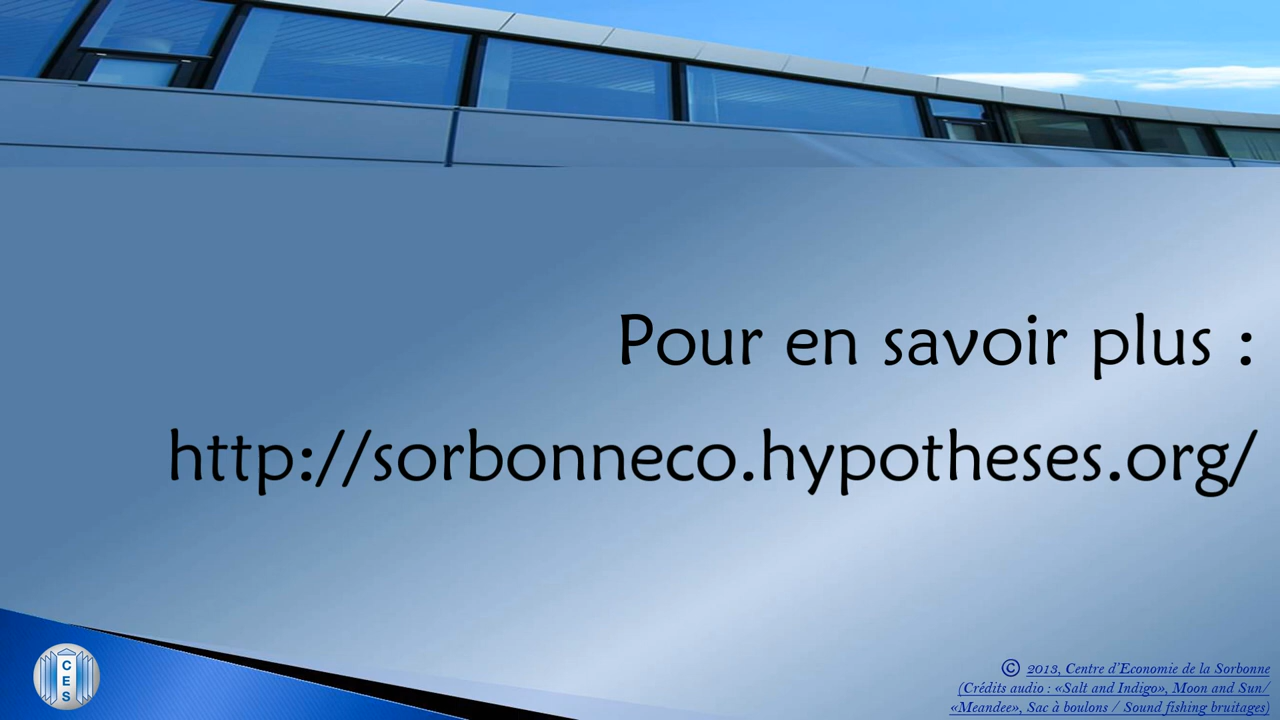 Pour en savoir plus :
http://sorbonneco.hypotheses.org/
C
E
S
© 2013, Centre d'Economie de la Sorbonne
(Crédits audio : «Salt and Indigo», Moon and Sun/
«Meandee», Sac à boulons / Sound fishing bruitages)